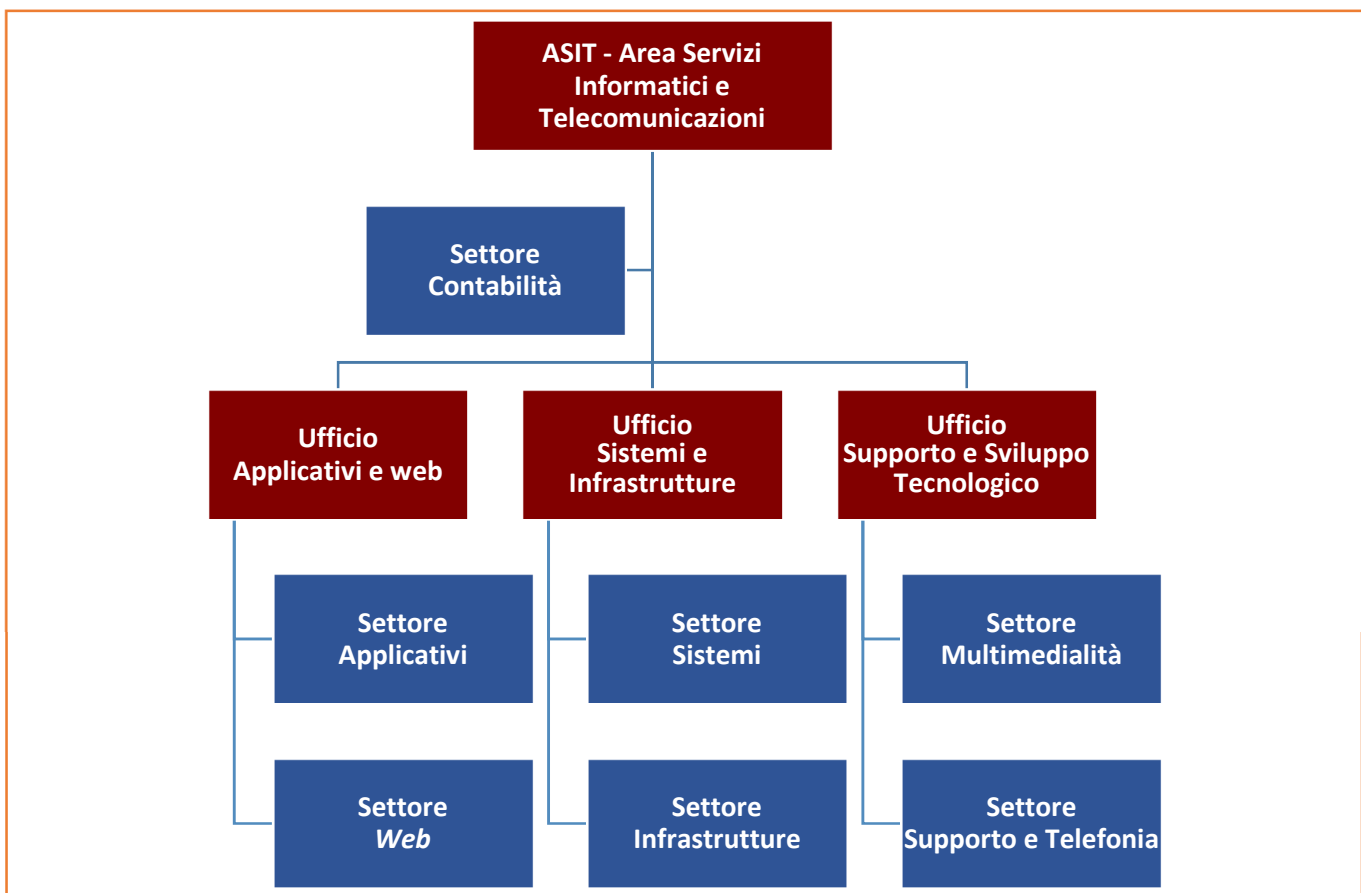 ASIT - Area Servizi
Informatici e
Telecomunicazioni
Settore
Contabilità
Ufficio
Applicativi e web
Ufficio
Sistemi e
Infrastrutture
Ufficio
Supporto e Sviluppo
Tecnologico
Settore
Applicativi
Settore
Sistemi
Settore
Multimedialità
Settore
Web
Settore
Infrastrutture
Settore
Supporto e Telefonia